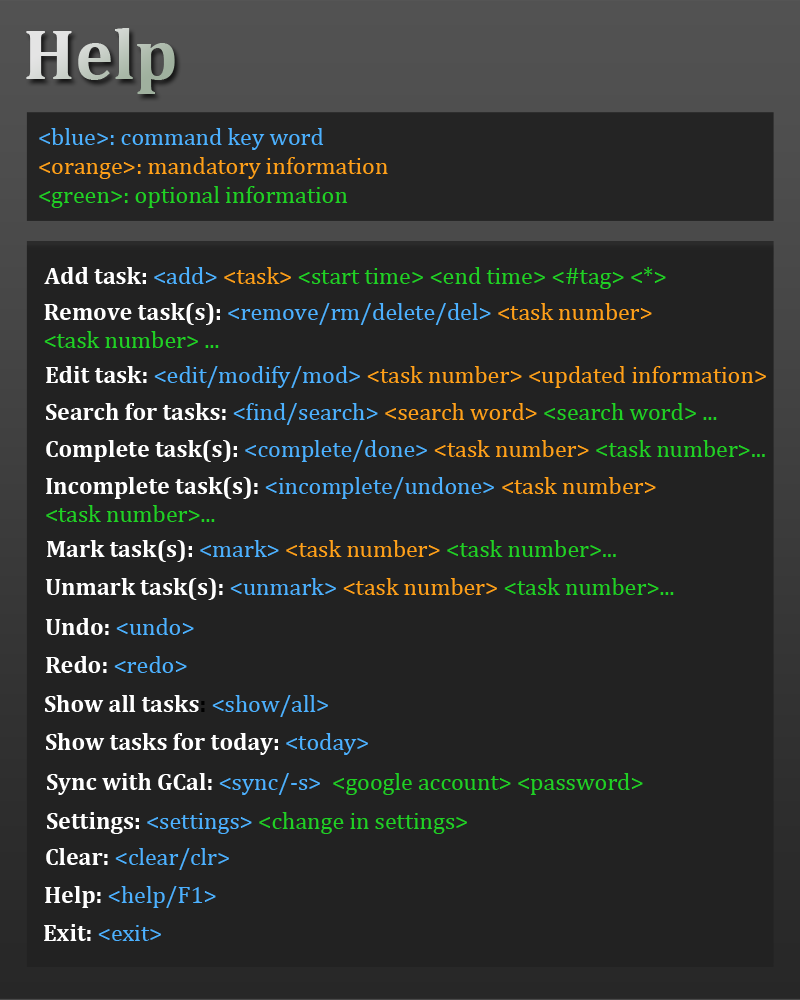 Help
<blue>: command key word
<orange>: mandatory information
<green>: optional information
Add task: <add> <task> <start time> <end time> <#tag> <*>
Remove task(s): <remove/rm/delete/del> <task number>
<task number> ...
Edit task: <edit/modify/mod> <task number> <updated information>
Search for tasks: <find/search> <search word> <search word> ...
Complete task(s): <complete/done> <task number> <task number>...
Incomplete task(s): <incomplete/undone> <task number>
<task number>...
Mark task(s): <mark> <task number> <task number>...
Unmark task(s): <unmark> <task number> <task number>...
Undo: <undo>
Redo: <redo>
Show all tasks: <show/all>
Show tasks for today: <today>
Sync with GCal: <sync/-s> <google account> <password>
Settings: <settings> <change in settings>
Clear: <clear/clr>
Help: <help/F1>
Exit: <exit>